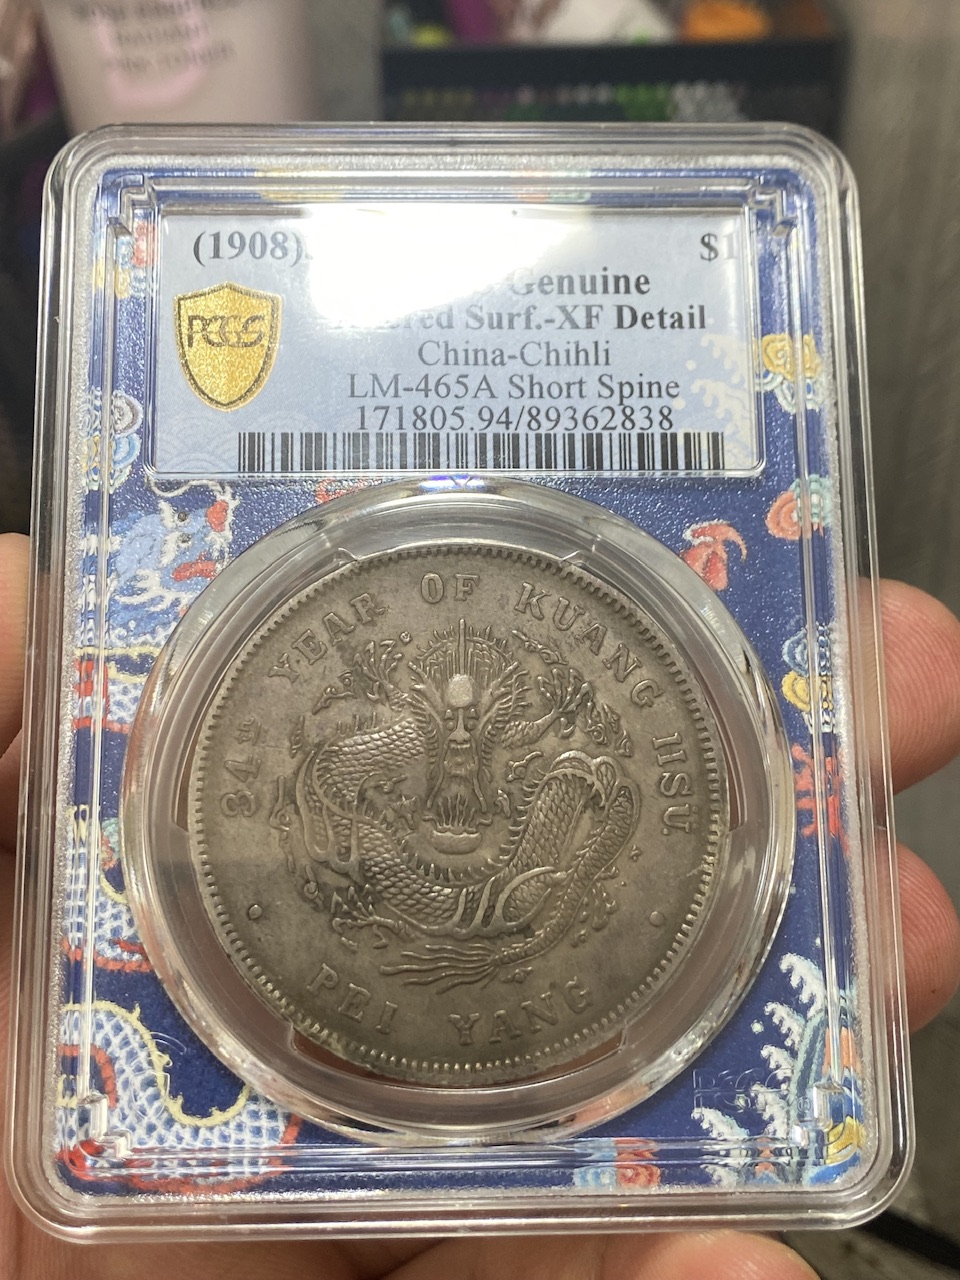 (1908)
$1
Genuine
Surf.-XF Detail
China-Chihli
LM-465A Short Spine
171805.94/89362838
PCGS
34th YEAR OF KUANG HSU.
PEI YANG